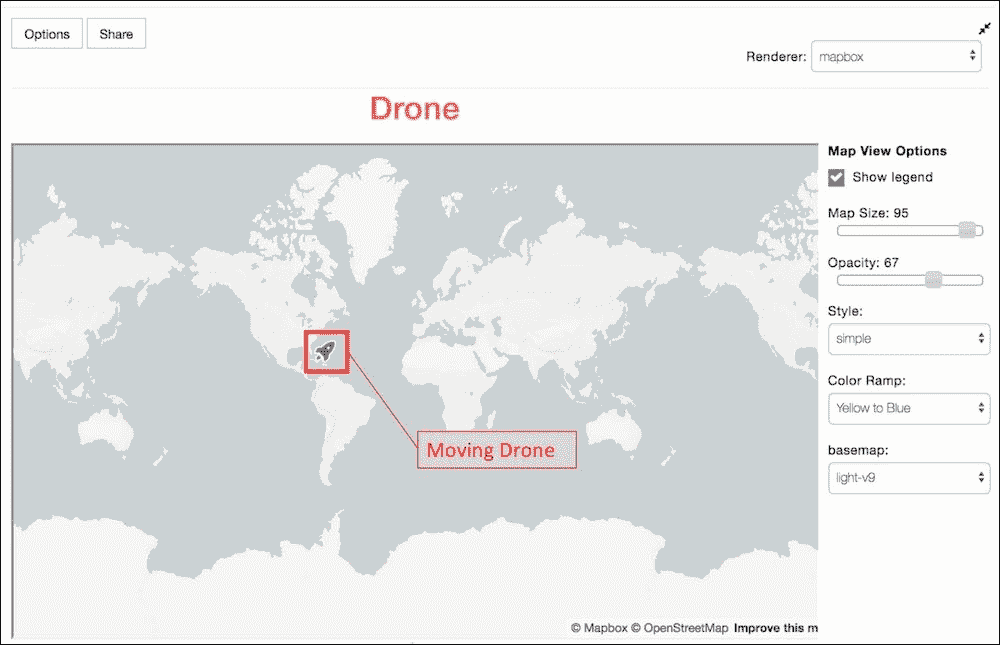 Options
Share
Renderer:
mapbox
Drone
Map View Options
Show legend
Map Size: 95
Opacity: 67
Style:
simple
Color Ramp:
Yellow to Blue
basemap:
light-v9
Moving Drone
© Mapbox © OpenStreetMap Improve this m